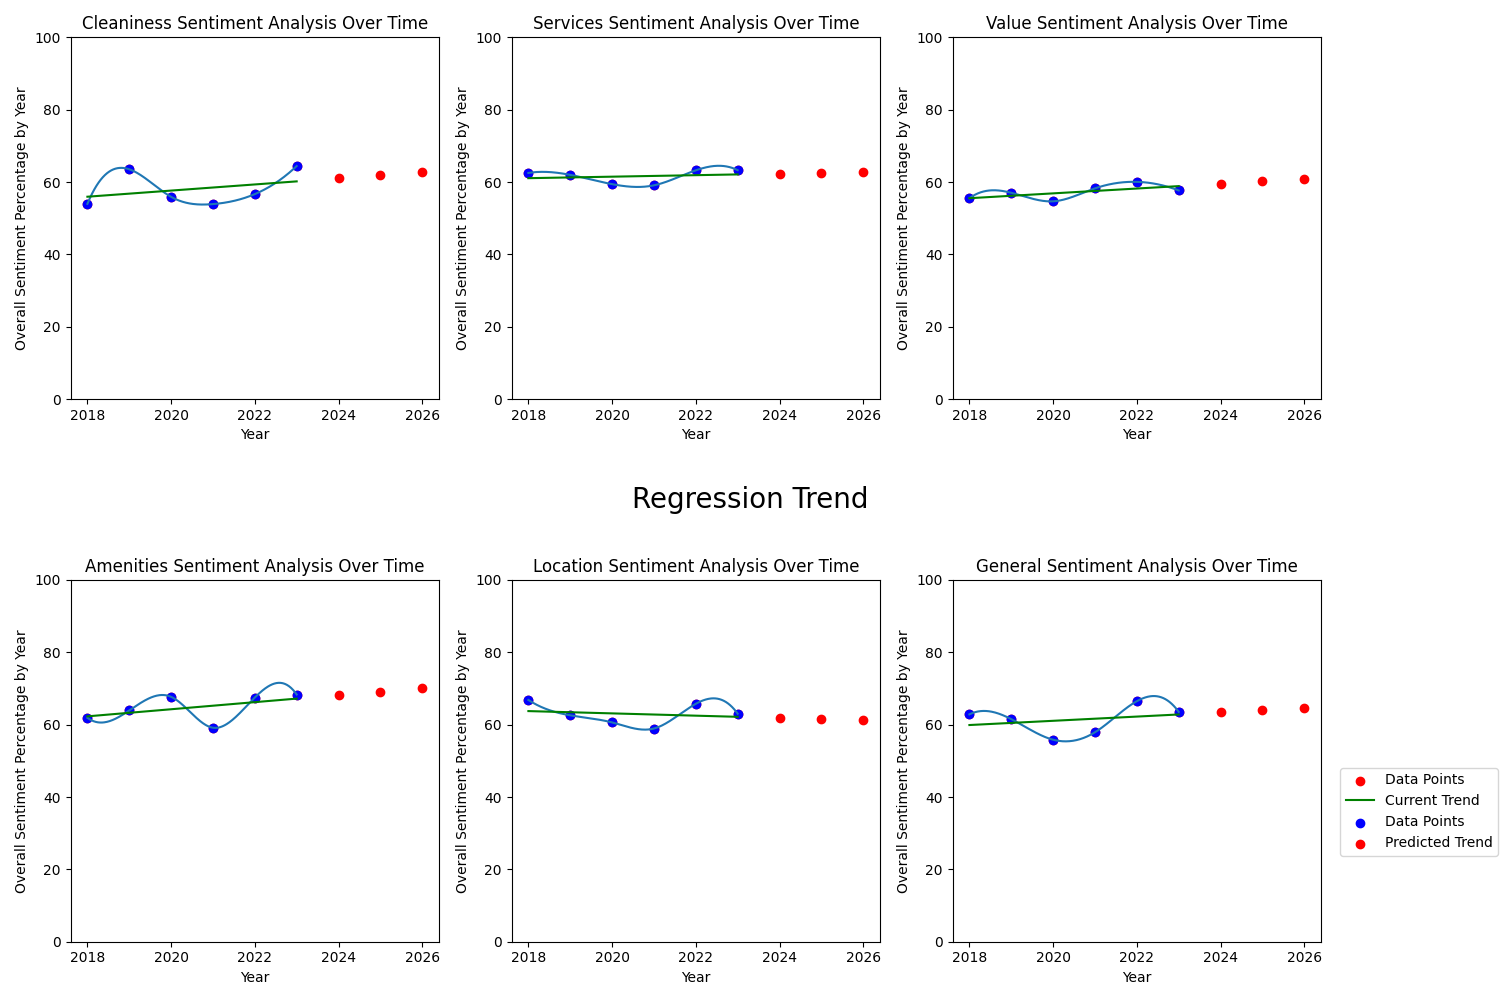 Cleaniness Sentiment Analysis Over Time
Services Sentiment Analysis Over Time
Value Sentiment Analysis Over Time
Overall Sentiment Percentage by Year
100
80
60
40
20
0
2018 2020 2022 2024 2026
Year
Overall Sentiment Percentage by Year
100
80
60
40
20
0
2018 2020 2022 2024 2026
Year
Overall Sentiment Percentage by Year
100
80
60
40
20
0
2018 2020 2022 2024 2026
Year
Regression Trend
Amenities Sentiment Analysis Over Time
Location Sentiment Analysis Over Time
General Sentiment Analysis Over Time
Overall Sentiment Percentage by Year
100
80
60
40
20
0
2018 2020 2022 2024 2026
Year
Overall Sentiment Percentage by Year
100
80
60
40
20
0
2018 2020 2022 2024 2026
Year
Overall Sentiment Percentage by Year
100
80
60
40
20
0
2018 2020 2022 2024 2026
Year
Data Points
Current Trend
Data Points
Predicted Trend